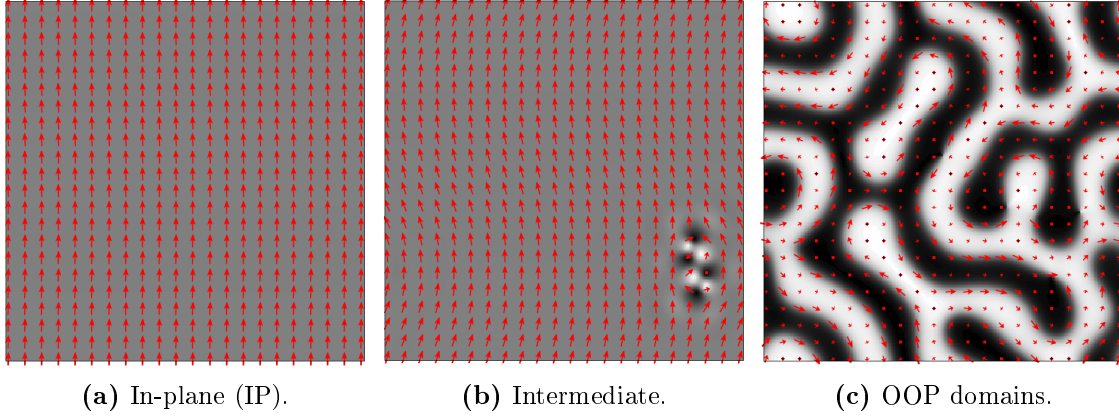 (a) In-plane (IP).
(b) Intermediate.
(c) OOP domains.